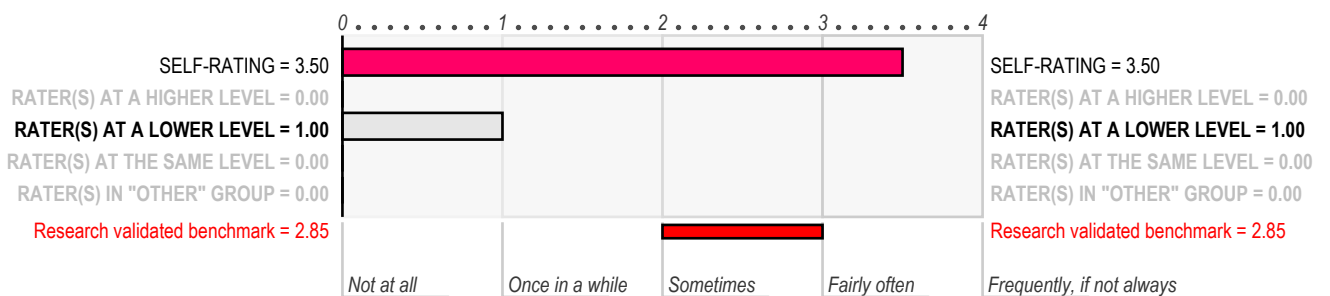 0 1 2 3 4
SELF-RATING = 3.50 SELF-RATING = 3.50
RATER(S) AT A HIGHER LEVEL = 0.00 RATER(S) AT A HIGHER LEVEL = 0.00
RATER(S) AT A LOWER LEVEL = 1.00 RATER(S) AT A LOWER LEVEL = 1.00
RATER(S) AT THE SAME LEVEL = 0.00 RATER(S) AT THE SAME LEVEL = 0.00
RATER(S) IN "OTHER" GROUP = 0.00 RATER(S) IN "OTHER" GROUP = 0.00
Research validated benchmark = 2.85 Research validated benchmark = 2.85
Not at all Once in a while Sometimes Fairly often Frequently, if not always